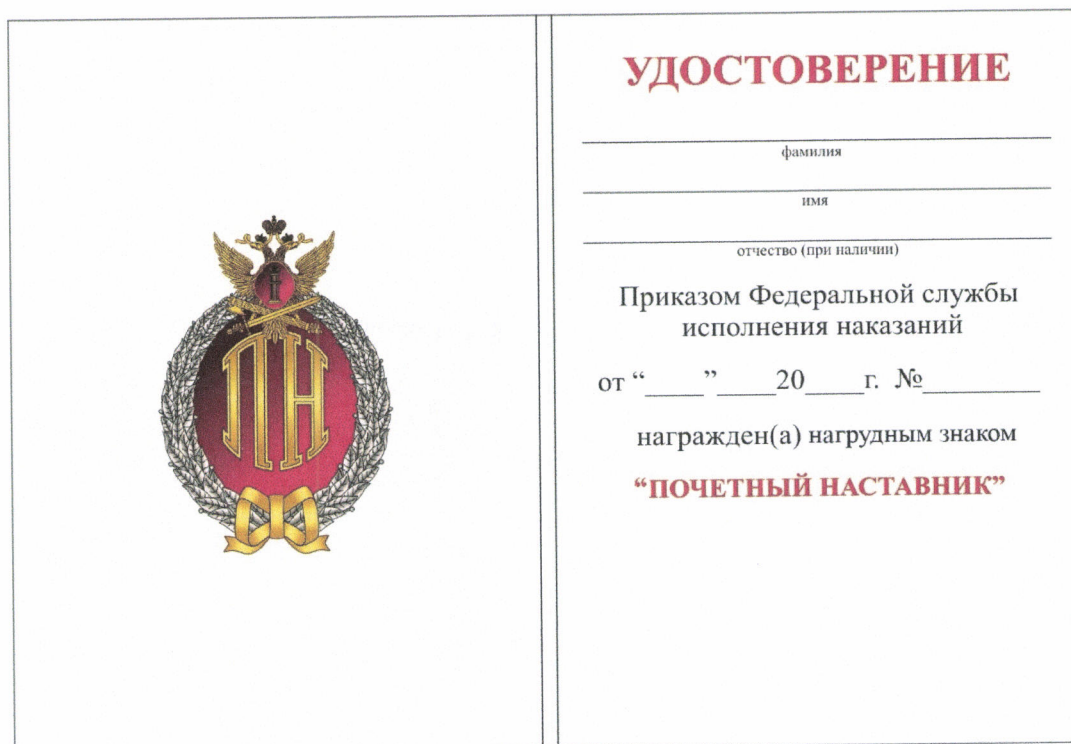 ПН
УДОСТОВЕРЕНИЕ
фамилия
имя
отчество (при наличии)
Приказом Федеральной службы
исполнения наказаний
от “____”____20____г. №________
награжден(а) нагрудным знаком
“ПОЧЕТНЫЙ НАСТАВНИК”